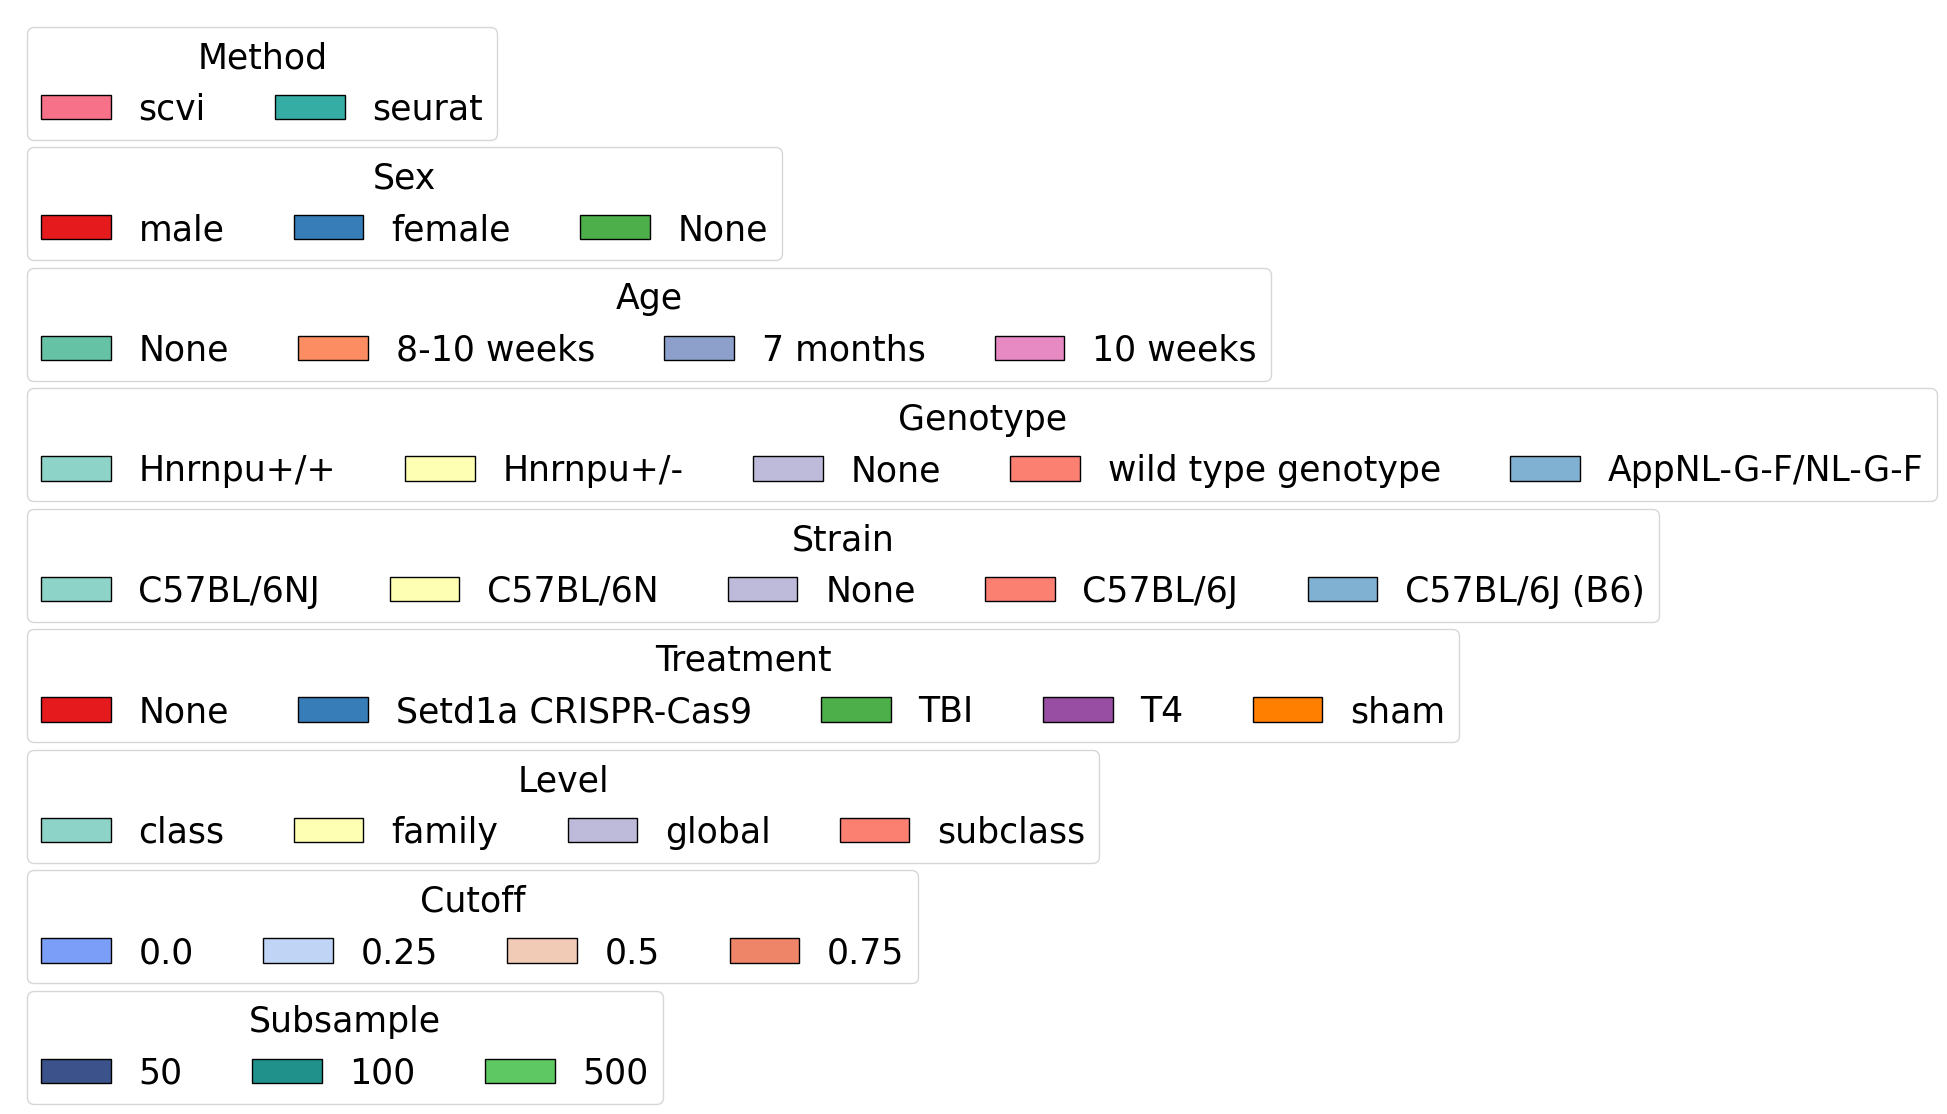 Method
scvi seurat
Sex
male female None
Age
None 8-10 weeks 7 months 10 weeks
Genotype
Hnrnpu+/+ Hnrnpu+/- None wild type genotype AppNL-G-F/NL-G-F
Strain
C57BL/6NJ C57BL/6N None C57BL/6J C57BL/6J (B6)
Treatment
None Setd1a CRISPR-Cas9 TBI T4 sham
Level
class family global subclass
Cutoff
0.0 0.25 0.5 0.75
Subsample
50 100 500